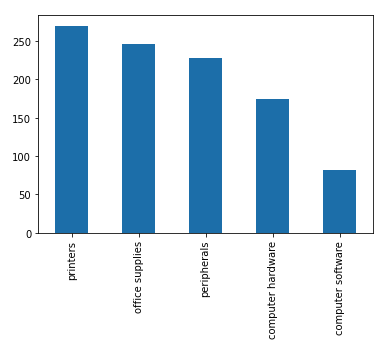 250
200
150
100
50
0
printers
office supplies
peripherals
computer hardware
computer software